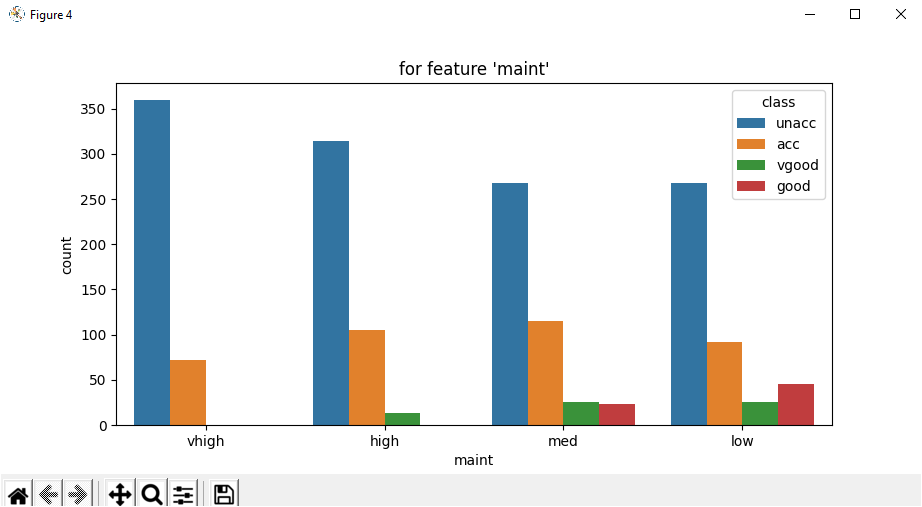 Figure 4
for feature 'maint'
class
unacc
acc
vgood
good
count
350
300
250
200
150
100
50
0
vhigh
high
med
low
maint